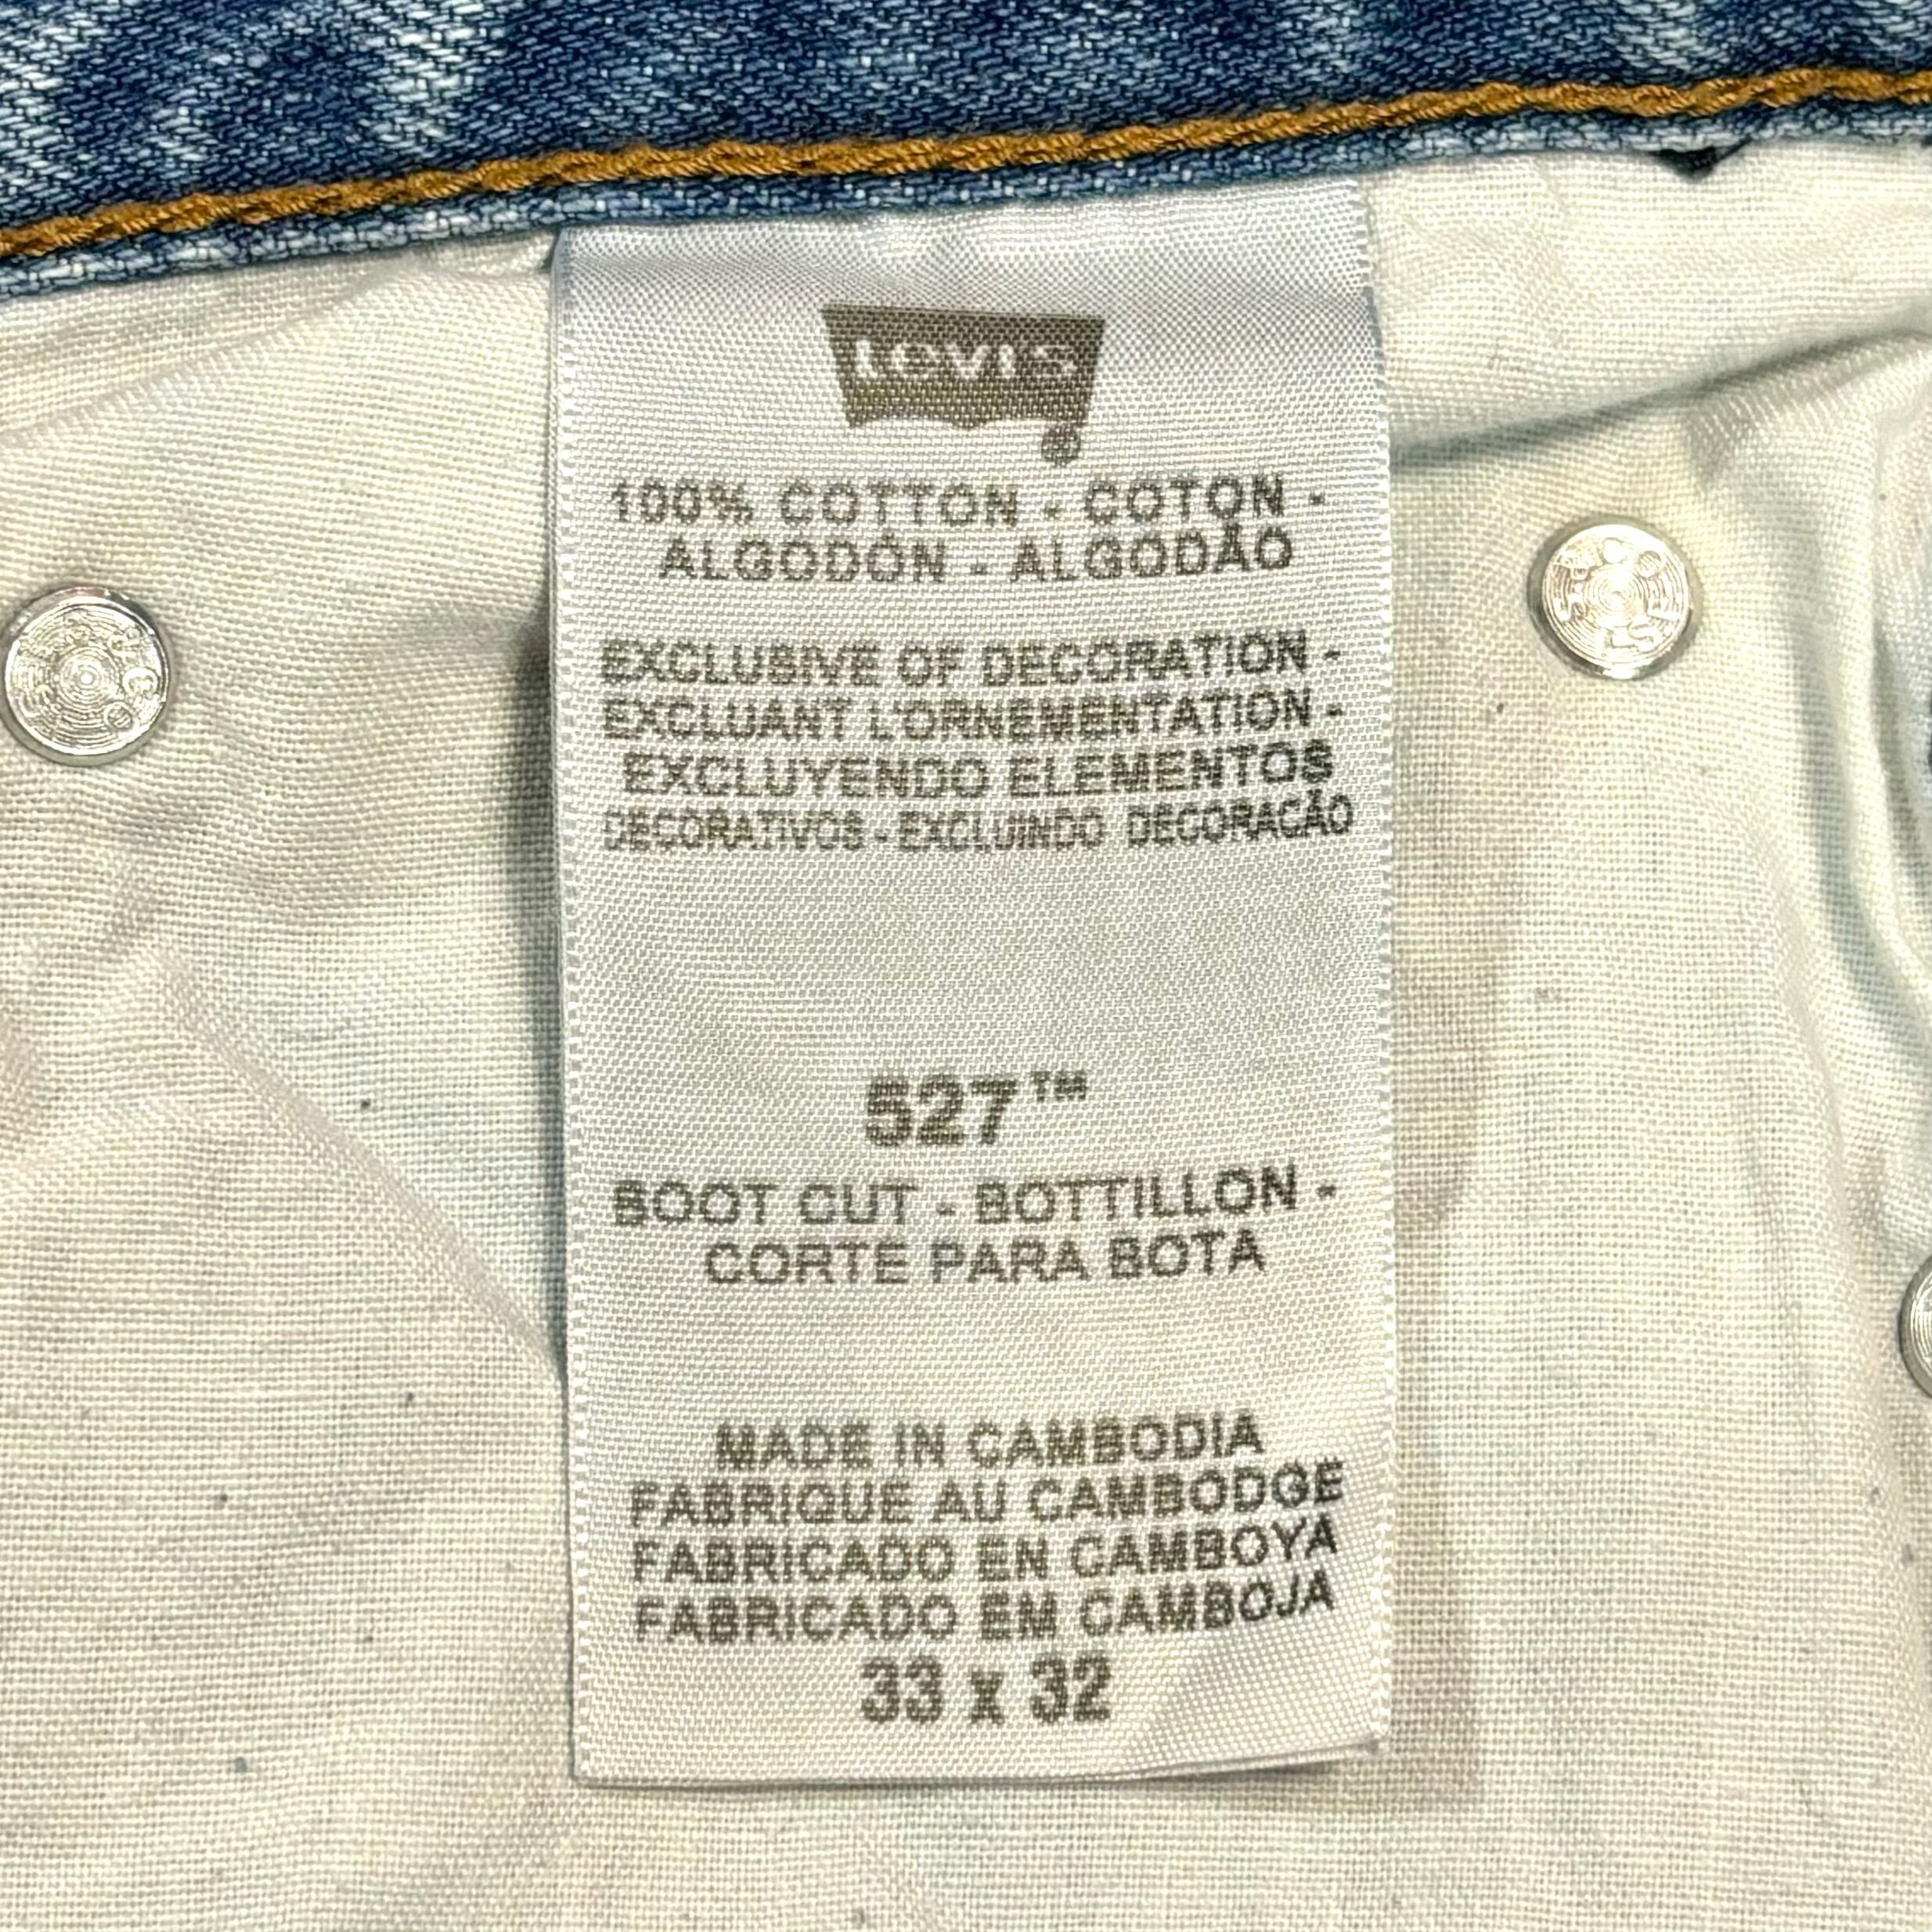 Levi's
®
100% COTTON - COTON -
ALGODÓN - ALGODÃO
EXCLUSIVE OF DECORATION -
EXCLUANT L'ORNEMENTATION -
EXCLUYENDO ELEMENTOS
DECORATIVOS - EXCLUINDO DECORACÃO
527™
BOOT CUT - BOTTILLON -
CORTE PARA BOTA
MADE IN CAMBODIA
FABRIQUE AU CAMBODGE
FABRICADO EN CAMBOYA
FABRICADO EM CAMBOJA
33 x 32